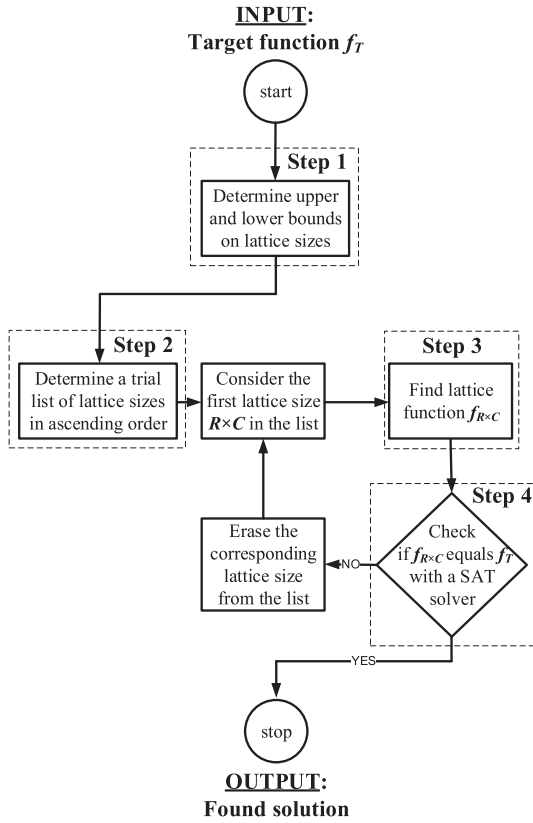 INPUT:
Target function fT
start
Step 1
Determine upper
and lower bounds
on lattice sizes
Step 2
Determine a trial
list of lattice sizes
in ascending order
Consider the
first lattice size
R×C in the list
Step 3
Find lattice
function fR×C
Step 4
Check
if fR×C equals fT
with a SAT
solver
NO
Erase the
corresponding
lattice size
from the list
YES
stop
OUTPUT:
Found solution